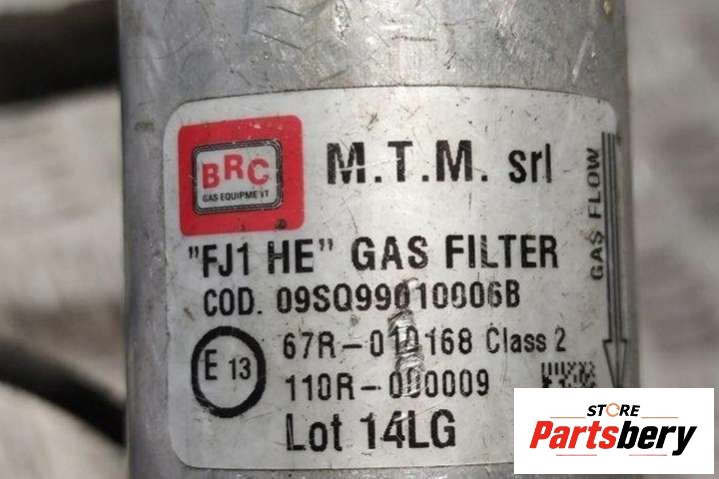 BRC
GAS EQUIPMENT
M.T.M. srl
"FJ1 HE" GAS FILTER
COD. 09SQ99010006B
E 13
67R-010168 Class 2
110R-000009
Lot 14LG
GAS FLOW
STORE
Partsbery